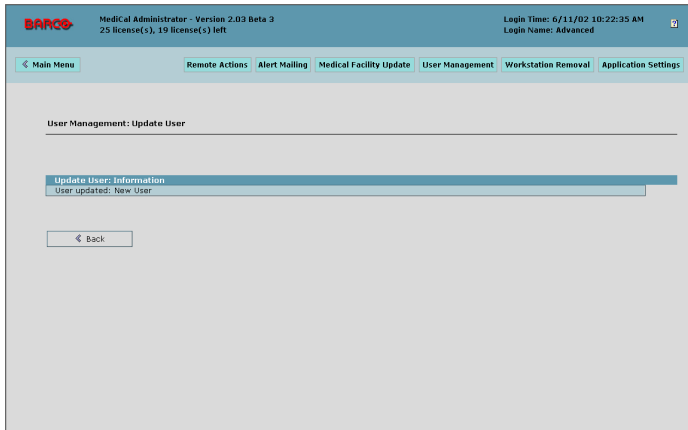 BARCO
MediCal Administrator - Version 2.03 Beta 3
25 license(s), 19 license(s) left
Login Time: 6/11/02 10:22:35 AM
Login Name: Advanced
?
Main Menu
Remote Actions
Alert Mailing
Medical Facility Update
User Management
Workstation Removal
Application Settings
User Management: Update User
Update User: Information
User updated: New User
Back